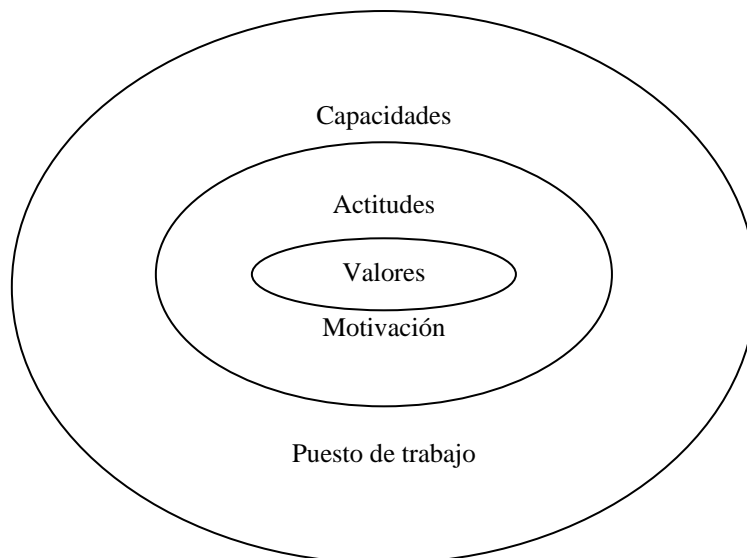 Capacidades
Actitudes
Valores
Motivación
Puesto de trabajo